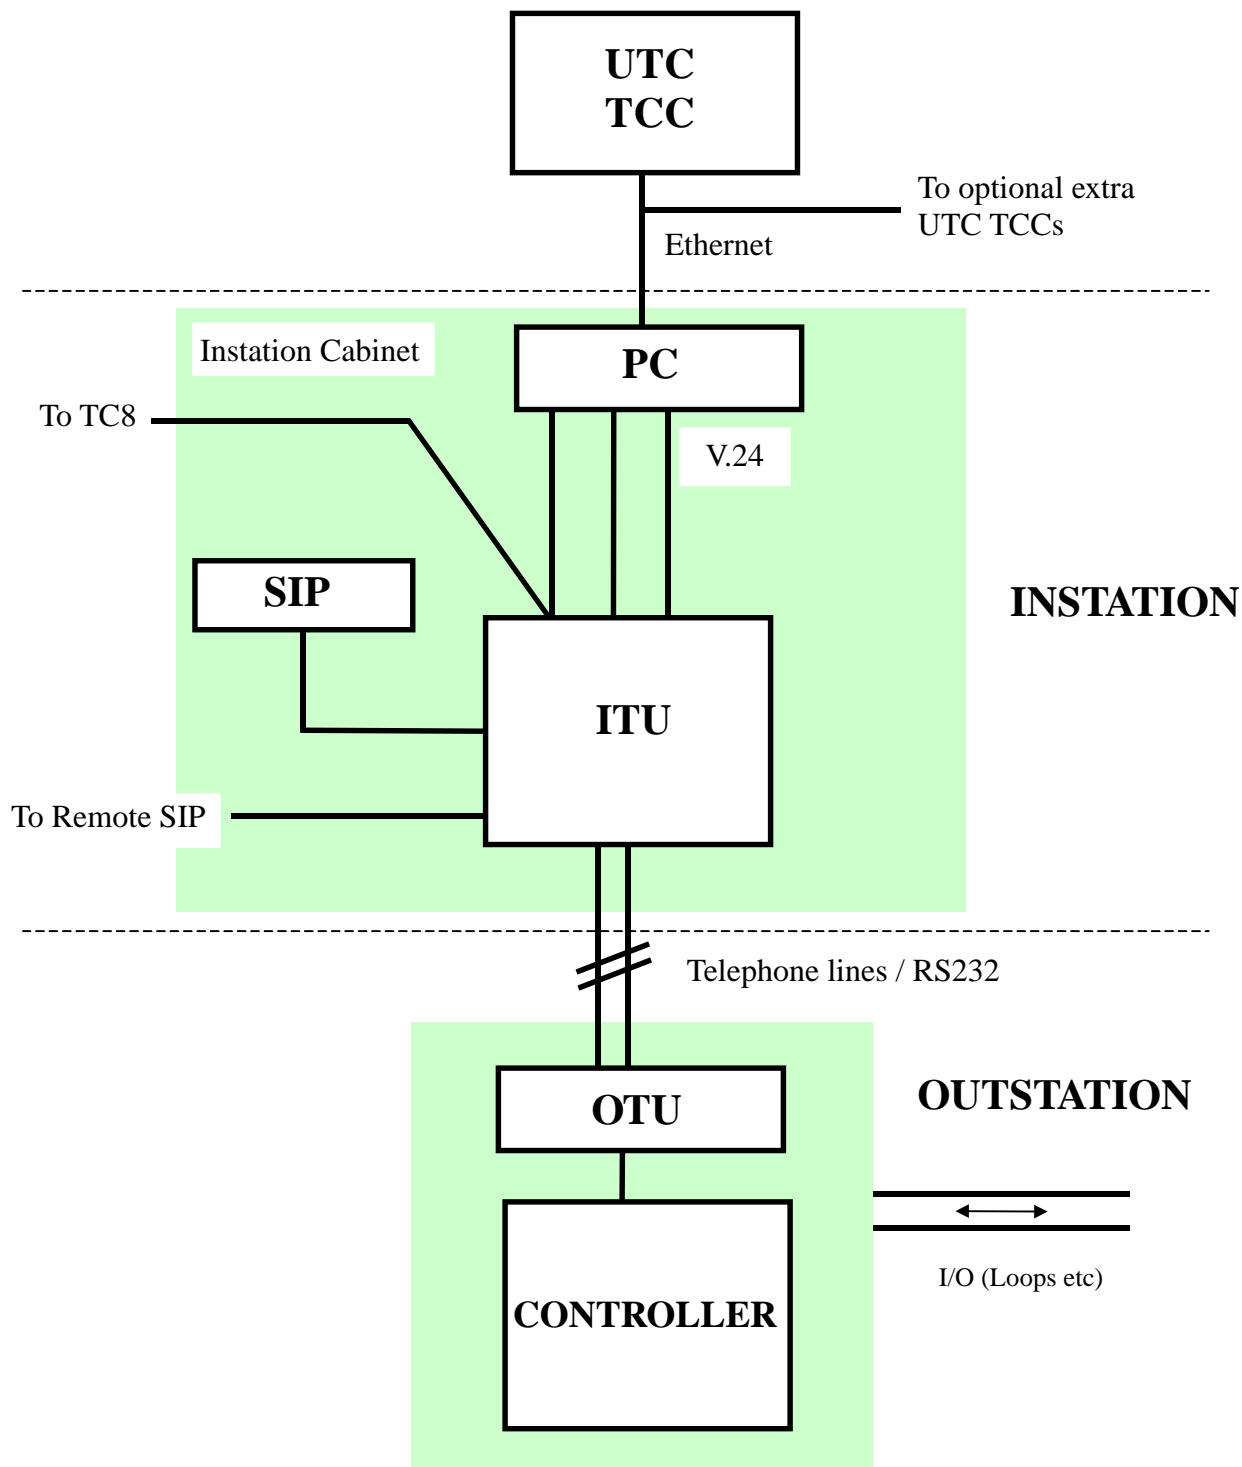 UTC
TCC
To optional extra
UTC TCCs
Ethernet
Instation Cabinet
PC
To TC8
V.24
SIP
INSTATION
ITU
To Remote SIP
Telephone lines / RS232
OTU
OUTSTATION
I/O (Loops etc)
CONTROLLER